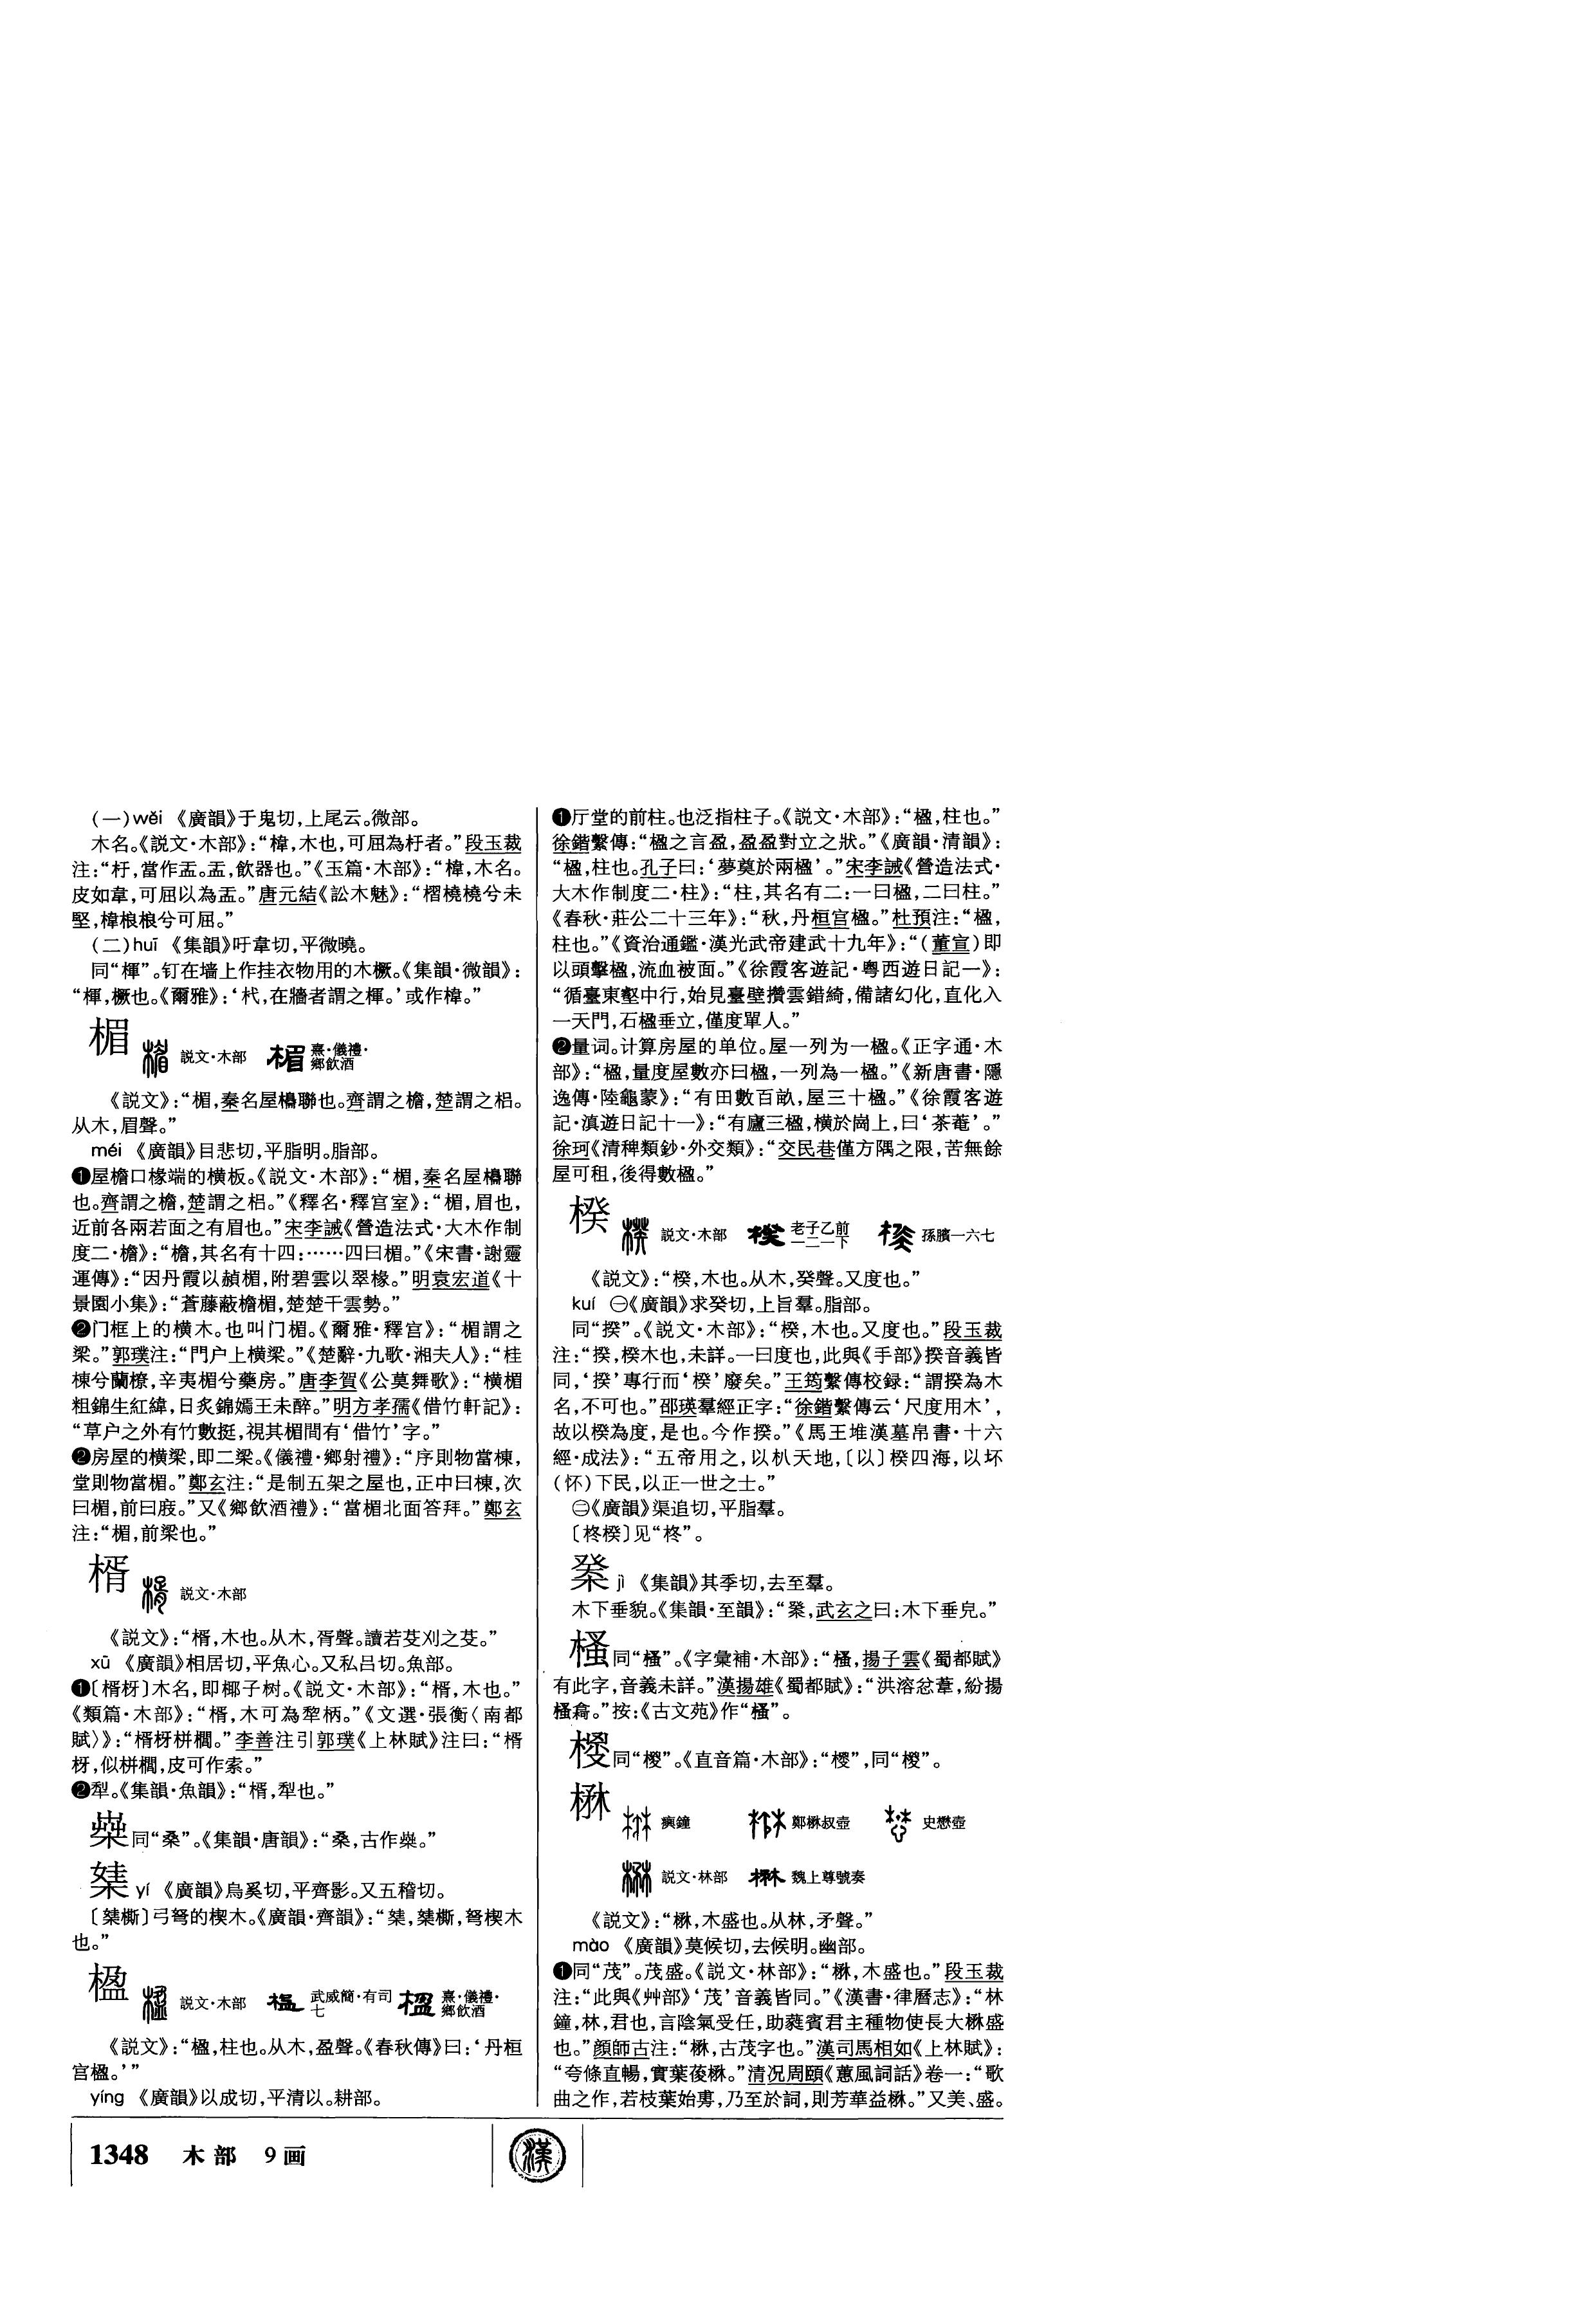 (一)wěi 《廣韻》于鬼切,上尾云。微部。
木名。《説文·木部》:“椲,木也,可屈為杅者。”段玉裁
注:“杅,當作盂。盂,飲器也。”《玉篇·木部》:“椲,木名。
皮如韋,可屈以為盂。”唐元結《訟木魅》:“榴橈橈兮未
堅,椲桹桹兮可屈。”
(二)huī 《集韻》吁韋切,平微曉。
同“楎”。钉在墙上作挂衣物用的木橛。《集韻·微韻》:
“楎,橛也。《爾雅》:‘杙,在牆者謂之楎。’或作椲。”
楣 説文·木部 熹·儀禮·
鄉飲酒
《説文》:“楣,秦名屋櫋聯也。齊謂之檐,楚謂之梠。
从木,眉聲。”
méi 《廣韻》目悲切,平脂明。脂部。
❶屋檐口椽端的横板。《説文·木部》:“楣,秦名屋櫋聯
也。齊謂之檐,楚謂之梠。”《釋名·釋宫室》:“楣,眉也,
近前各兩若面之有眉也。”宋李誡《營造法式·大木作制
度二·檐》:“檐,其名有十四:……四曰楣。”《宋書·謝靈
運傳》:“因丹霞以赬楣,附碧雲以翠椽。”明袁宏道《十
景園小集》:“蒼藤蔽檐楣,楚楚干雲勢。”
❷门框上的横木。也叫门楣。《爾雅·釋宫》:“楣謂之
梁。”郭璞注:“門户上横梁。”《楚辭·九歌·湘夫人》:“桂
棟兮蘭橑,辛夷楣兮藥房。”唐李賀《公莫舞歌》:“横楣
粗錦生紅緯,日炙錦嫣王未醉。”明方孝孺《借竹軒記》:
“草户之外有竹數挺,視其楣間有‘借竹’字。”
❷房屋的横梁,即二梁。《儀禮·鄉射禮》:“序則物當棟,
堂則物當楣。”鄭玄注:“是制五架之屋也,正中曰棟,次
曰楣,前曰庪。”又《鄉飲酒禮》:“當楣北面答拜。”鄭玄
注:“楣,前梁也。”
楈 説文·木部
《説文》:“楈,木也。从木,胥聲。讀若芟刈之芟。”
xū 《廣韻》相居切,平魚心。又私吕切。魚部。
❶〔楈枒〕木名,即椰子树。《説文·木部》:“楈,木也。”
《類篇·木部》:“楈,木可為犂柄。”《文選·張衡〈南都
賦〉》:“楈枒栟櫚。”李善注引郭璞《上林賦》注曰:“楈
枒,似栟櫚,皮可作索。”
❷犁。《集韻·魚韻》:“楈,犁也。”
同“桑”。《集韻·唐韻》:“桑,古作
yí 《廣韻》烏奚切,平齊影。又五稽切。
弓弩的楔木。《廣韻·齊韻》:
也。”
楹 説文·木部 武威簡·有司
七 熹·儀禮·
鄉飲酒
《説文》:“楹,柱也。从木,盈聲。《春秋傳》曰:‘丹桓
宫楹。’”
yíng 《廣韻》以成切,平清以。耕部。
❶厅堂的前柱。也泛指柱子。《説文·木部》:“楹,柱也。”
徐鍇繫傳:“楹之言盈,盈盈對立之狀。”《廣韻·清韻》:
“楹,柱也。孔子曰:‘夢奠於兩楹’。”宋李誡《營造法式·
大木作制度二·柱》:“柱,其名有二:一曰楹,二曰柱。”
《春秋·莊公二十三年》:“秋,丹桓宫楹。”杜預注:“楹,
柱也。”《資治通鑑·漢光武帝建武十九年》:“(董宣)即
以頭擊楹,流血被面。”《徐霞客遊記·粤西遊日記一》:
“循臺東壑中行,始見臺壁攢雲錯綺,備諸幻化,直化入
一天門,石楹垂立,僅度單人。”
❷量词。计算房屋的单位。屋一列为一楹。《正字通·木
部》:“楹,量度屋數亦曰楹,一列為一楹。”《新唐書·隱
逸傳·陸龜蒙》:“有田數百畝,屋三十楹。”《徐霞客遊
記·滇遊日記十一》:“有廬三楹,横於崗上,曰‘茶菴’。”
徐珂《清稗類鈔·外交類》:“交民巷僅方隅之限,苦無餘
屋可租,後得數楹。”
楑 説文·木部 老子乙前
一二一下 孫臏一六七
《説文》:“楑,木也。从木,癸聲。又度也。”
kuí ㊀《廣韻》求癸切,上旨羣。脂部。
同“揆”。《説文·木部》:“楑,木也。又度也。”段玉裁
注:“揆,楑木也,未詳。一曰度也,此與《手部》揆音義皆
同,‘揆’專行而‘楑’廢矣。”王筠繫傳校録:“謂揆為木
名,不可也。”邵瑛羣經正字:“徐鍇繫傳云‘尺度用木’,
故以楑為度,是也。今作揆。”《馬王堆漢墓帛書·十六
經·成法》:“五帝用之,以朳天地,〔以〕楑四海,以坏
(怀)下民,以正一世之士。”
㊁《廣韻》渠追切,平脂羣。
〔柊楑〕见“柊”。
jì 《集韻》其季切,去至羣。
木下垂貌。《集韻·至韻》:武玄之曰:木下垂皃。”
《字彙補·木部》:揚子雲《蜀都賦》
有此字,音義未詳。”漢揚雄《蜀都賦》:“洪溶忿葦,紛揚
按:《古文苑》作
同“椶”。《直音篇·木部》:同“椶”。
楙 㾓鐘 鄭楙叔壺 史懋壺
説文·林部 魏上尊號奏
《説文》:“楙,木盛也。从林,矛聲。”
mào 《廣韻》莫候切,去候明。幽部。
❶同“茂”。茂盛。《説文·林部》:“楙,木盛也。”段玉裁
注:“此與《艸部》‘茂’音義皆同。”《漢書·律曆志》:“林
鐘,林,君也,言陰氣受任,助蕤賓君主種物使長大楙盛
也。”顔師古注:“楙,古茂字也。”漢司馬相如《上林賦》:
“夸條直暢,實葉葰楙。”清况周頤《蕙風詞話》卷一:“歌
曲之作,若枝葉始旉,乃至於詞,則芳華益楙。”又美、盛。
1348 木部 9画
漢